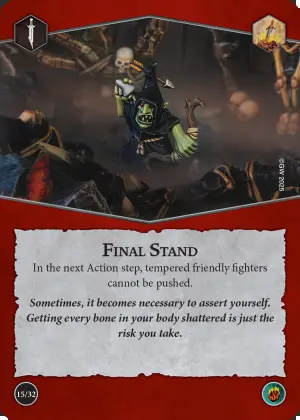 ©GW 2025
FINAL STAND
In the next Action step, tempered friendly fighters
cannot be pushed.
Sometimes, it becomes necessary to assert yourself.
Getting every bone in your body shattered is just the
risk you take.
15/32